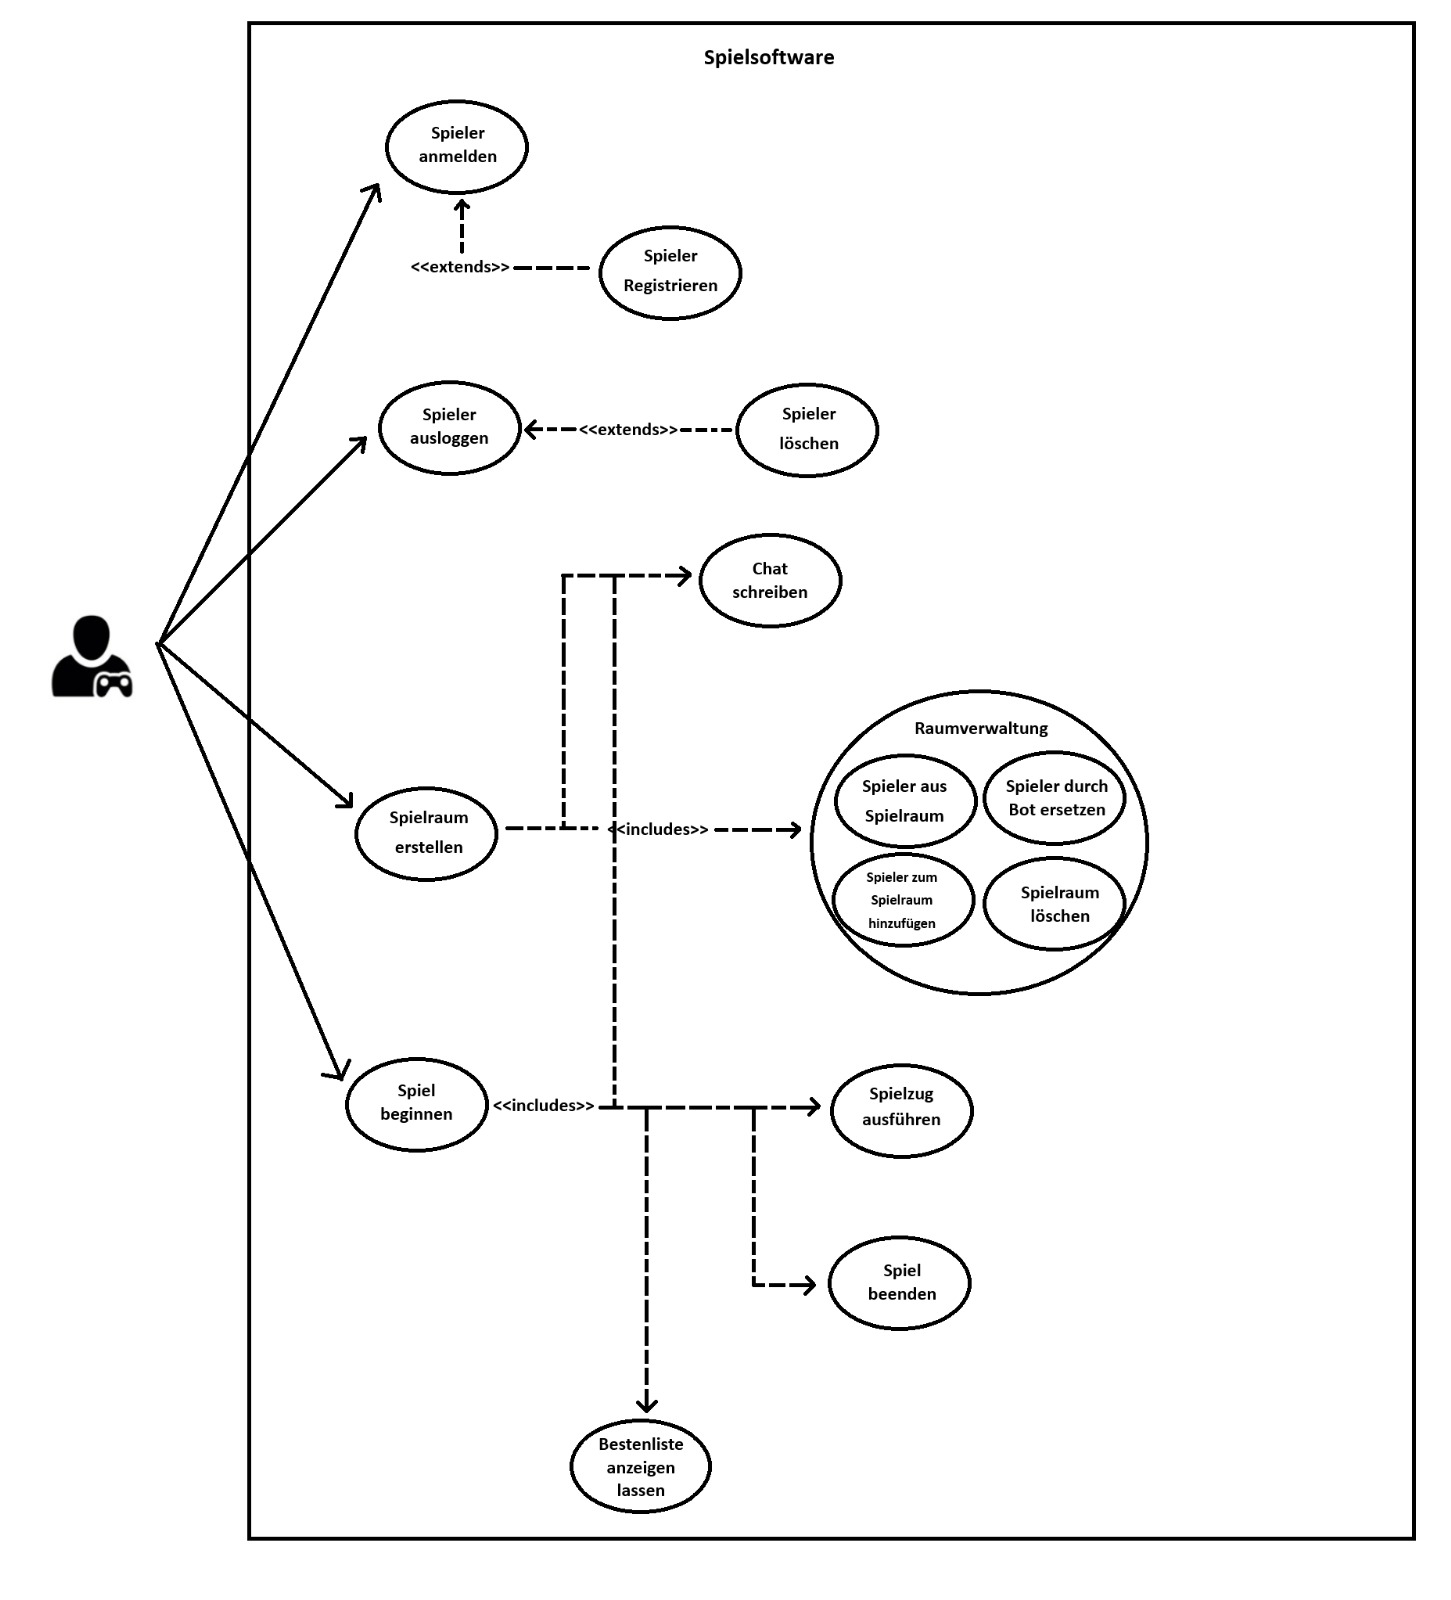 Spielsoftware
Spieler
anmelden
<<extends>>
Spieler
Registrieren
Spieler
ausloggen
<<extends>>
Spieler
löschen
Chat
schreiben
Spielraum
erstellen
<<includes>>
Raumverwaltung
Spieler aus
Spielraum
Spieler durch
Bot ersetzen
Spieler zum
Spielraum
hinzufügen
Spielraum
löschen
Spiel
beginnen
<<includes>>
Spielzug
ausführen
Spiel
beenden
Bestenliste
anzeigen
lassen